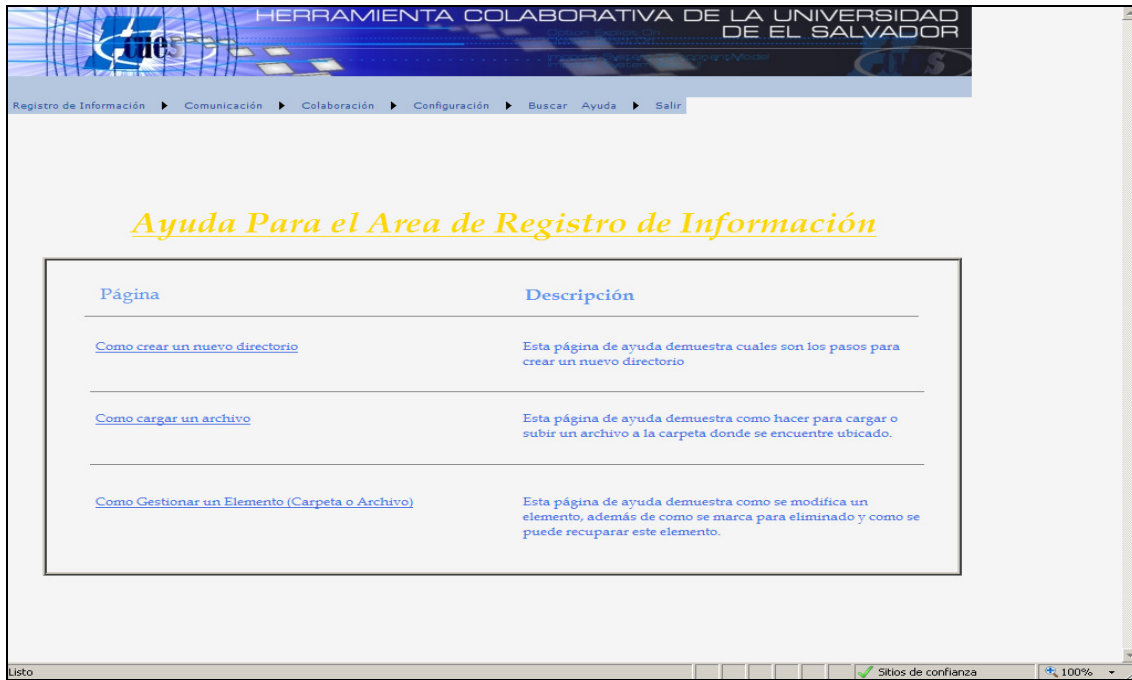 HERRAMIENTA COLABORATIVA DE LA UNIVERSIDAD
DE EL SALVADOR
Registro de Información Comunicación Colaboración Configuración Buscar Ayuda Salir
Ayuda Para el Area de Registro de Información
Página Descripción
Como crear un nuevo directorio
Esta página de ayuda demuestra cuales son los pasos para
crear un nuevo directorio
Como cargar un archivo
Esta página de ayuda demuestra como hacer para cargar o
subir un archivo a la carpeta donde se encuentre ubicado.
Como Gestionar un Elemento (Carpeta o Archivo)
Esta página de ayuda demuestra como se modifica un
elemento, además de como se marca para eliminado y como se
puede recuparar este elemento.
Listo Sitios de confianza 100%